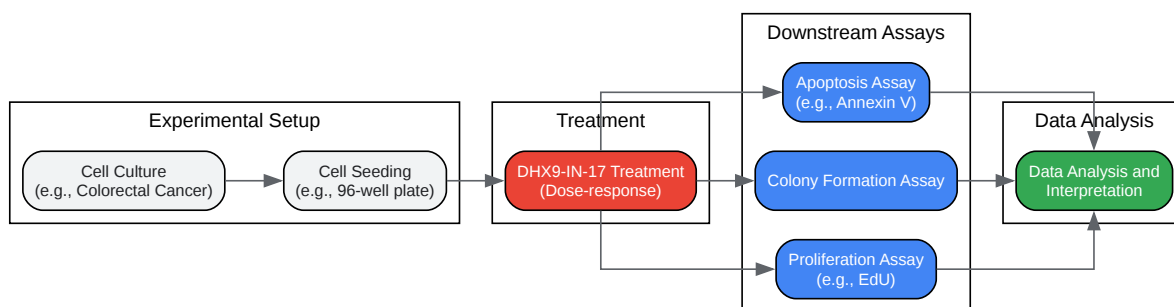 Experimental Setup
Cell Culture
(e.g., Colorectal Cancer)
Cell Seeding
(e.g., 96-well plate)
Treatment
DHX9-IN-17 Treatment
(Dose-response)
Downstream Assays
Apoptosis Assay
(e.g., Annexin V)
Colony Formation Assay
Proliferation Assay
(e.g., EdU)
Data Analysis
Data Analysis and
Interpretation